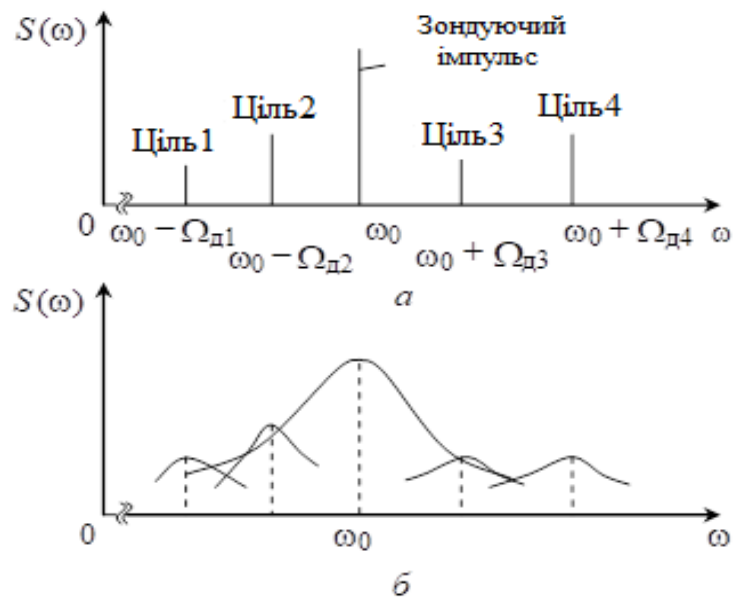 S(ω)
Зондуючий
імпульс
Ціль1
Ціль2
Ціль3
Ціль4
0
ω₀ − Ωд1
ω₀ − Ωд2
ω₀
ω₀ + Ωд3
ω₀ + Ωд4
ω
а
S(ω)
0
ω₀
ω
б